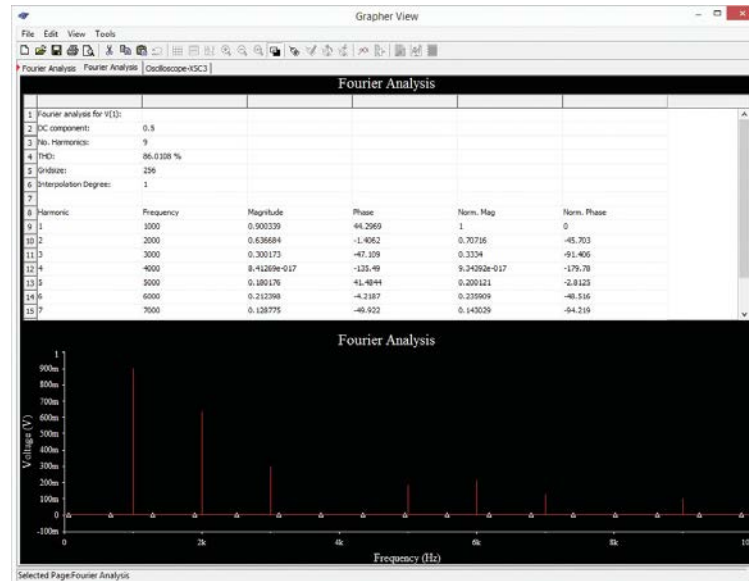 Grapher View
File Edit View Tools
Fourier Analysis Fourier Analysis Oscilloscope-XSC3
Fourier Analysis
1 Fourier analysis for V(1):
2 DC component: 0.5
3 No. Harmonics: 9
4 THD: 86.0108 %
5 Gridsize: 256
6 Interpolation Degree: 1
7
8 Harmonic Frequency Magnitude Phase Norm. Mag Norm. Phase
9 1 1000 0.900339 44.2969 1 0
10 2 2000 0.636684 -1.4062 0.70716 -45.703
11 3 3000 0.300173 -47.109 0.3334 -91.406
12 4 4000 8.41269e-017 -135.49 9.34392e-017 -179.78
13 5 5000 0.180176 41.4844 0.200121 -2.8125
14 6 6000 0.212398 -4.2187 0.235909 -48.516
15 7 7000 0.128775 -49.922 0.143029 -94.219
Fourier Analysis
1
900m
800m
700m
600m
500m
400m
300m
200m
100m
0
-100m
Voltage (V)
0 2k 4k 6k 8k 10
Frequency (Hz)
Selected Page:Fourier Analysis